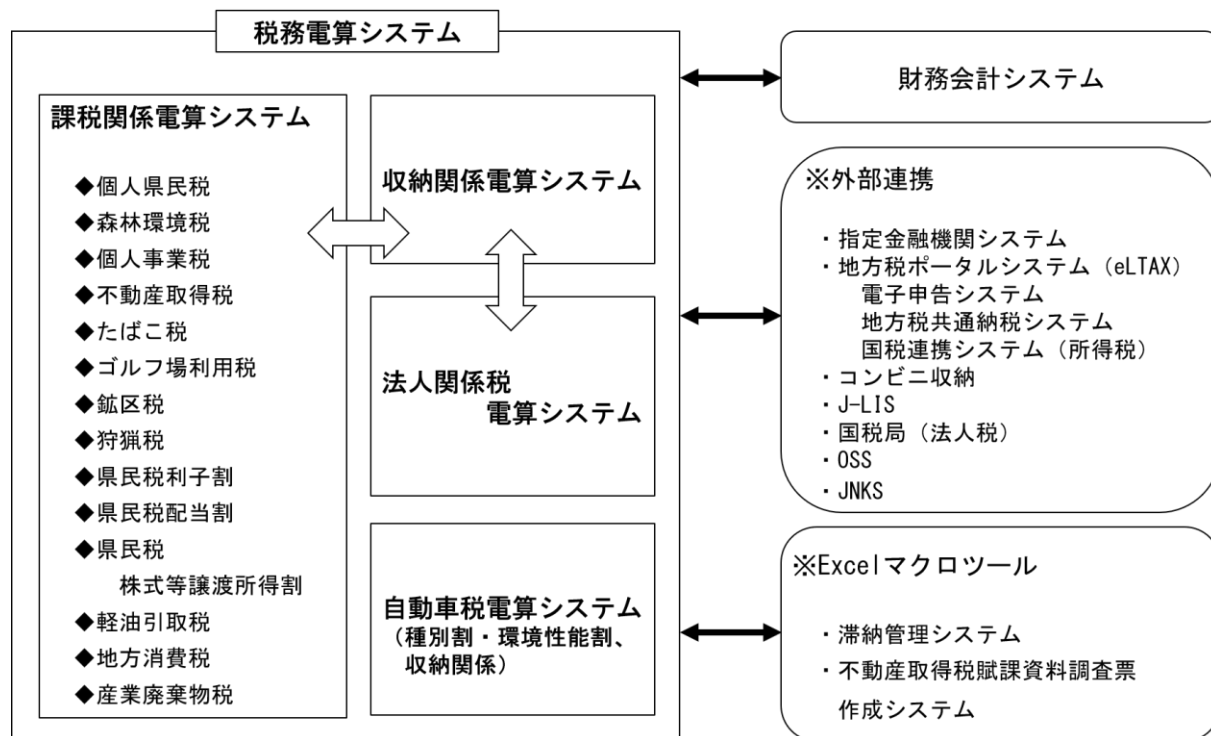 税務電算システム
課税関係電算システム
◆個人県民税
◆森林環境税
◆個人事業税
◆不動産取得税
◆たばこ税
◆ゴルフ場利用税
◆鉱区税
◆狩猟税
◆県民税利子割
◆県民税配当割
◆県民税
株式等譲渡所得割
◆軽油引取税
◆地方消費税
◆産業廃棄物税
収納関係電算システム
法人関係税
電算システム
自動車税電算システム
(種別割・環境性能割、
収納関係)
財務会計システム
※外部連携
・指定金融機関システム
・地方税ポータルシステム(eLTAX)
電子申告システム
地方税共通納税システム
国税連携システム(所得税)
・コンビニ収納
・J-LIS
・国税局(法人税)
・OSS
・JNKS
※Excelマクロツール
・滞納管理システム
・不動産取得税賦課資料調査票
作成システム